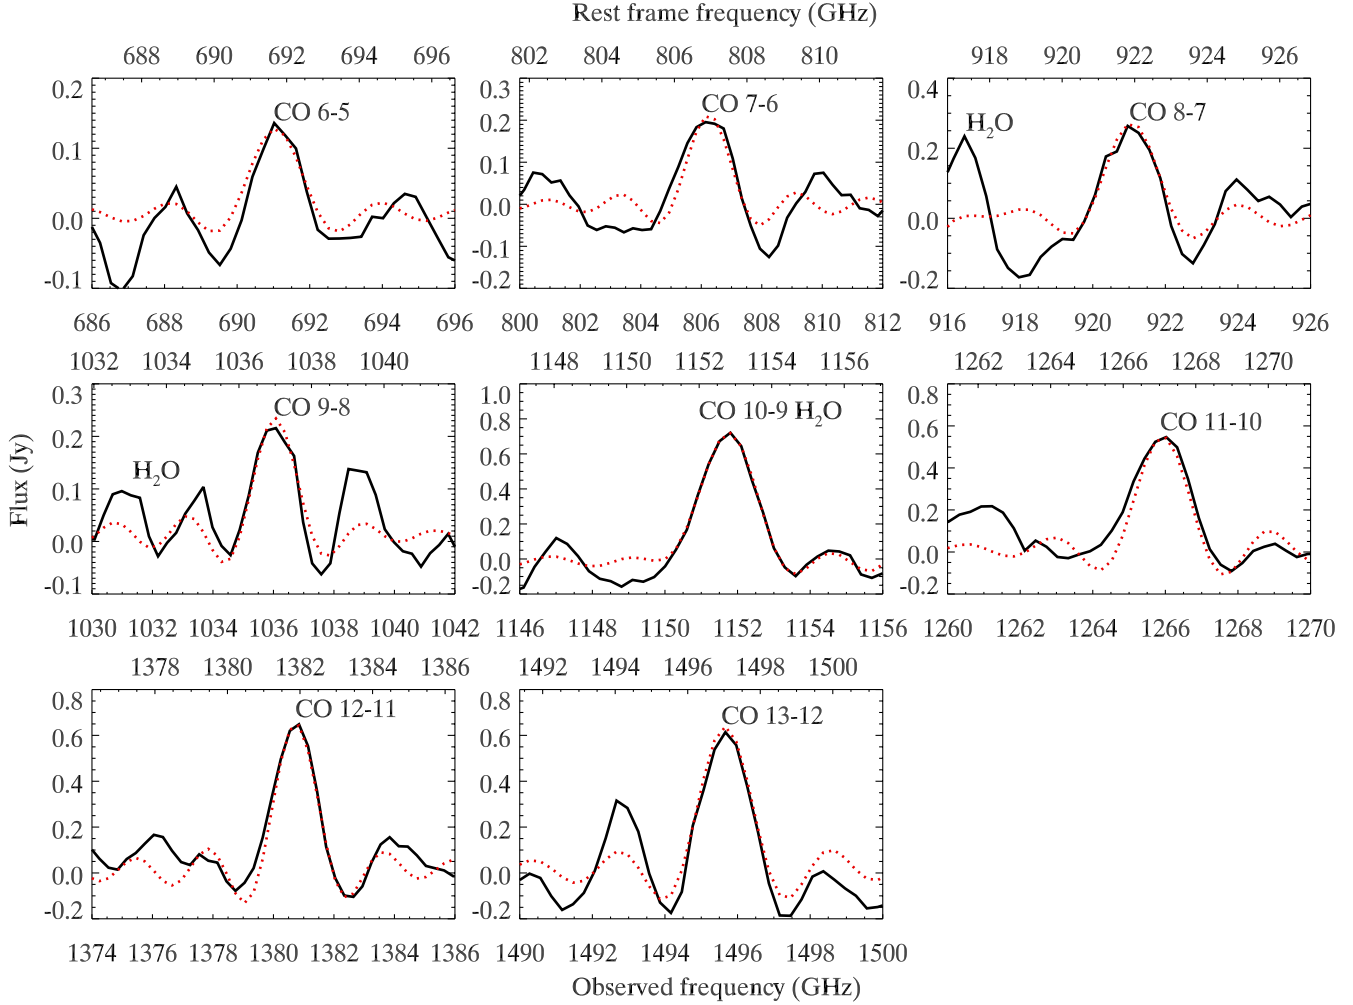 Rest frame frequency (GHz)
688 690 692 694 696
802 804 806 808 810
918 920 922 924 926
0.2
0.1
0.0
-0.1
CO 6-5
0.3
0.2
0.1
0.0
-0.1
-0.2
CO 7-6
0.4
0.2
0.0
-0.2
H2O
CO 8-7
686 688 690 692 694 696
800 802 804 806 808 810 812
916 918 920 922 924 926
1032 1034 1036 1038 1040
1148 1150 1152 1154 1156
1262 1264 1266 1268 1270
Flux (Jy)
0.3
0.2
0.1
0.0
-0.1
CO 9-8
H2O
1.0
0.8
0.6
0.4
0.2
0.0
-0.2
CO 10-9 H2O
0.8
0.6
0.4
0.2
0.0
-0.2
CO 11-10
1030 1032 1034 1036 1038 1040 1042
1146 1148 1150 1152 1154 1156
1260 1262 1264 1266 1268 1270
1378 1380 1382 1384 1386
1492 1494 1496 1498 1500
0.8
0.6
0.4
0.2
0.0
-0.2
CO 12-11
0.8
0.6
0.4
0.2
0.0
-0.2
CO 13-12
1374 1376 1378 1380 1382 1384 1386
1490 1492 1494 1496 1498 1500
Observed frequency (GHz)